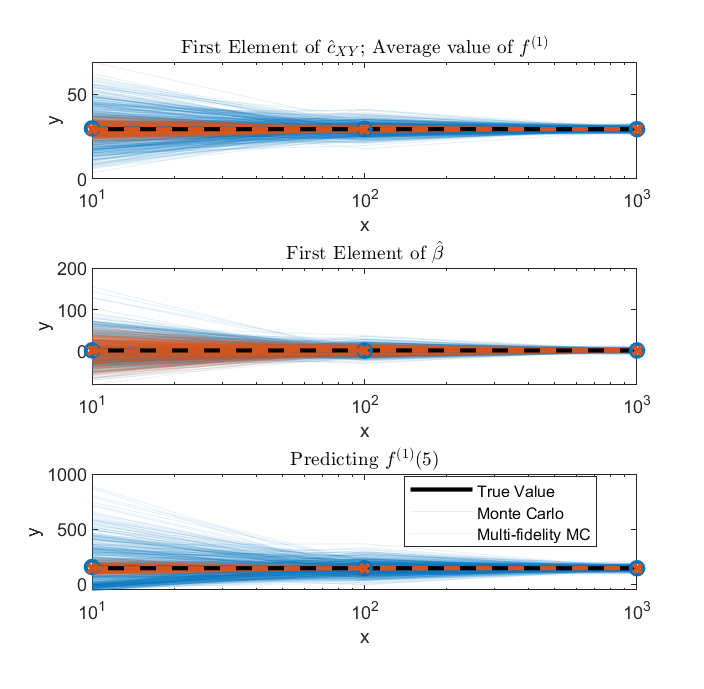 First Element of ĉ_XY; Average value of f^(1)
50
0
y
10^1
10^2
10^3
x
First Element of β̂
200
100
0
y
10^1
10^2
10^3
x
Predicting f^(1)(5)
1000
500
0
y
True Value
Monte Carlo
Multi-fidelity MC
10^1
10^2
10^3
x